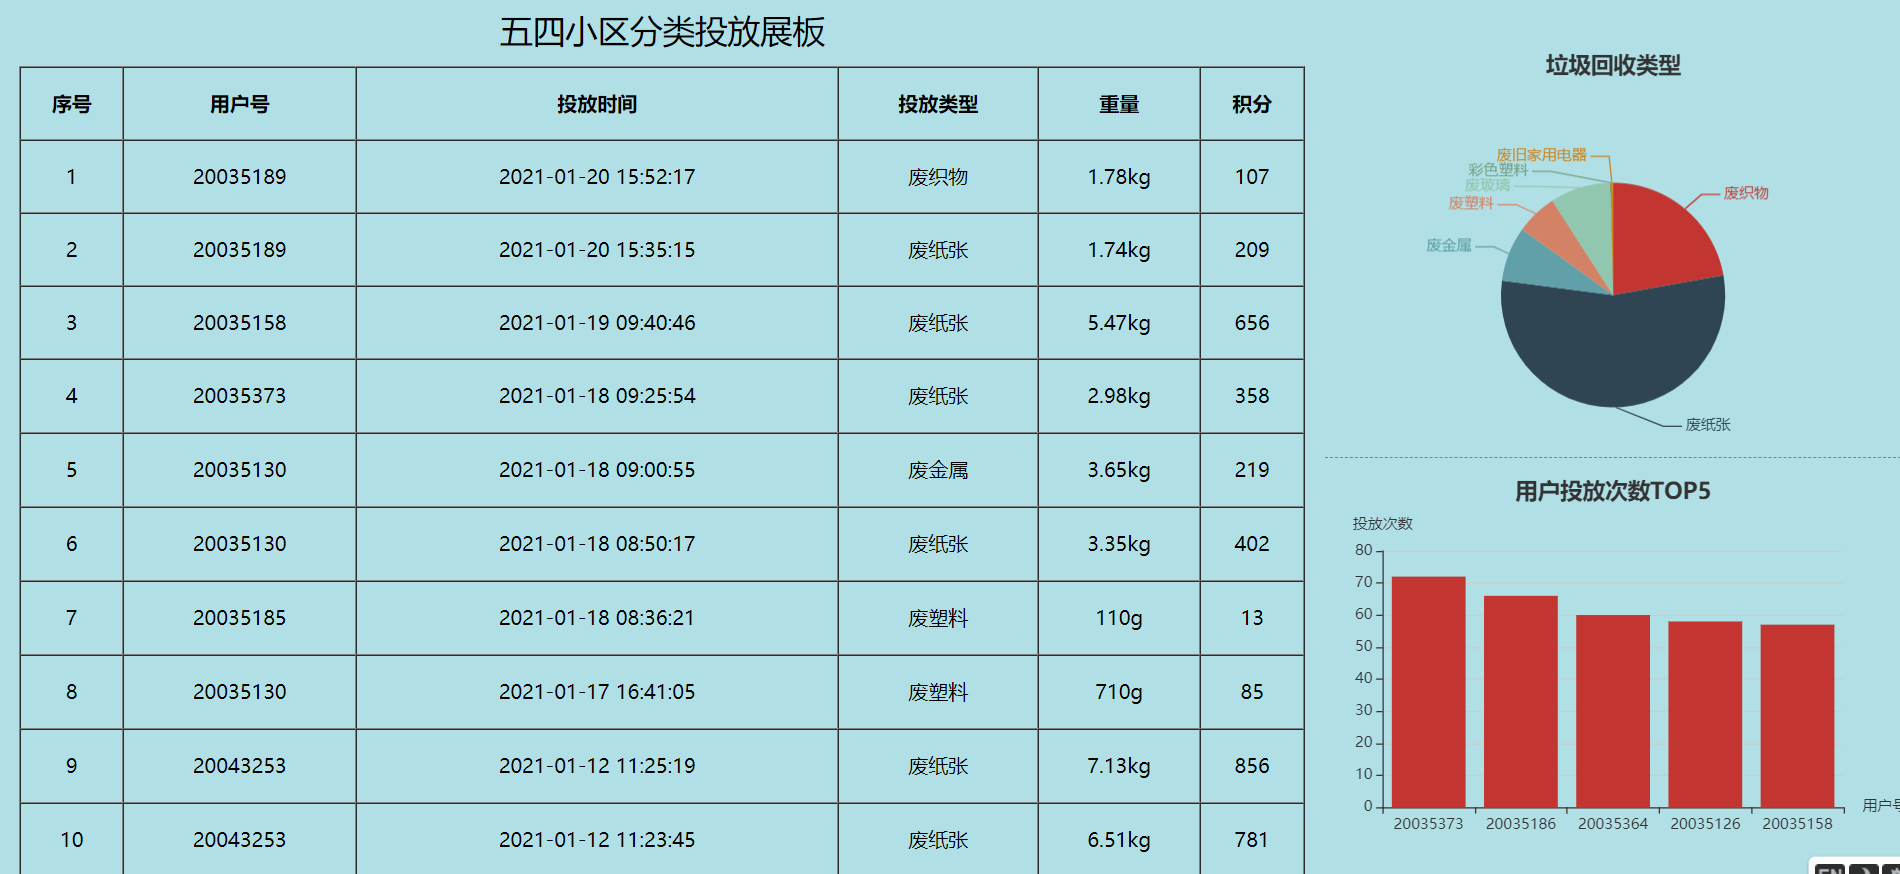 五四小区分类投放展板
序号 用户号 投放时间 投放类型 重量 积分
1 20035189 2021-01-20 15:52:17 废织物 1.78kg 107
2 20035189 2021-01-20 15:35:15 废纸张 1.74kg 209
3 20035158 2021-01-19 09:40:46 废纸张 5.47kg 656
4 20035373 2021-01-18 09:25:54 废纸张 2.98kg 358
5 20035130 2021-01-18 09:00:55 废金属 3.65kg 219
6 20035130 2021-01-18 08:50:17 废纸张 3.35kg 402
7 20035185 2021-01-18 08:36:21 废塑料 110g 13
8 20035130 2021-01-17 16:41:05 废塑料 710g 85
9 20043253 2021-01-12 11:25:19 废纸张 7.13kg 856
10 20043253 2021-01-12 11:23:45 废纸张 6.51kg 781
垃圾回收类型
废旧家用电器
彩色塑料
废玻璃
废织物
废塑料
废金属
废纸张
用户投放次数TOP5
投放次数
80
70
60
50
40
30
20
10
0
用户号
20035373 20035186 20035364 20035126 20035158
EN